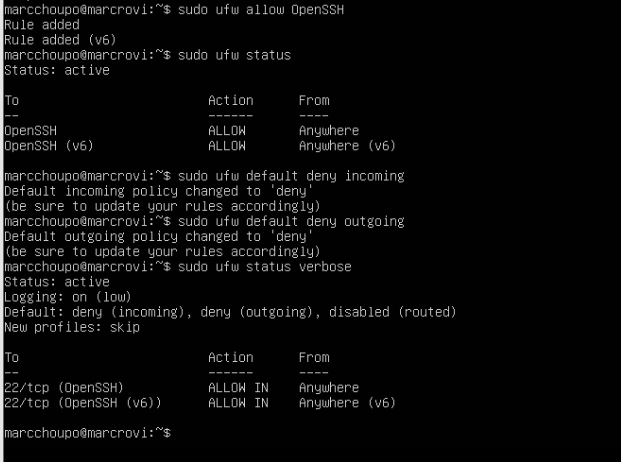 marcchoupo@marcrovi:~$ sudo ufw allow OpenSSH
Rule added
Rule added (v6)
marcchoupo@marcrovi:~$ sudo ufw status
Status: active
To Action From
-- ------ ----
OpenSSH ALLOW Anywhere
OpenSSH (v6) ALLOW Anywhere (v6)
marcchoupo@marcrovi:~$ sudo ufw default deny incoming
Default incoming policy changed to 'deny'
(be sure to update your rules accordingly)
marcchoupo@marcrovi:~$ sudo ufw default deny outgoing
Default outgoing policy changed to 'deny'
(be sure to update your rules accordingly)
marcchoupo@marcrovi:~$ sudo ufw status verbose
Status: active
Logging: on (low)
Default: deny (incoming), deny (outgoing), disabled (routed)
New profiles: skip
To Action From
-- ------ ----
22/tcp (OpenSSH) ALLOW IN Anywhere
22/tcp (OpenSSH (v6)) ALLOW IN Anywhere (v6)
marcchoupo@marcrovi:~$